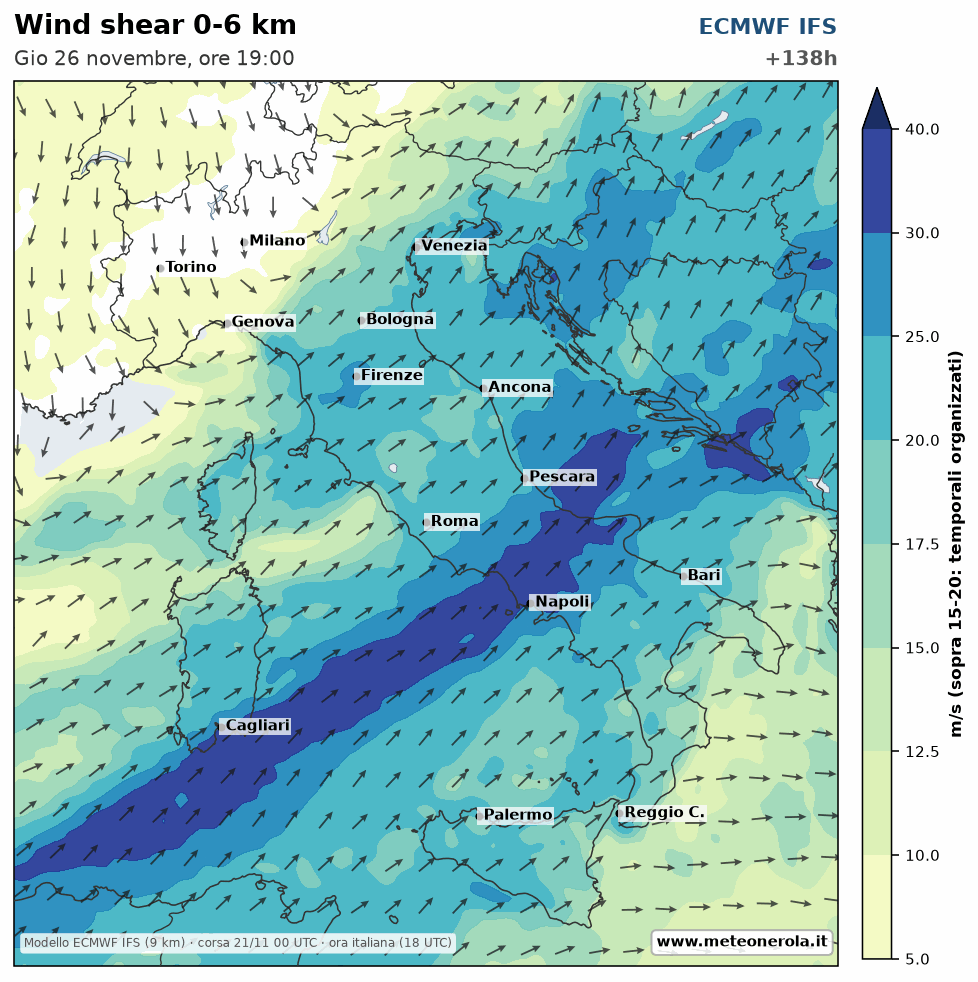 Wind shear 0-6 km
ECMWF IFS
Gio 26 novembre, ore 19:00
+138h
Milano
Venezia
Torino
Genova
Bologna
Firenze
Ancona
Pescara
Roma
Bari
Napoli
Cagliari
Palermo
Reggio C.
40.0
30.0
25.0
20.0
17.5
15.0
12.5
10.0
5.0
m/s (sopra 15-20: temporali organizzati)
Modello ECMWF IFS (9 km) · corsa 21/11 00 UTC · ora italiana (18 UTC)
www.meteonerola.it